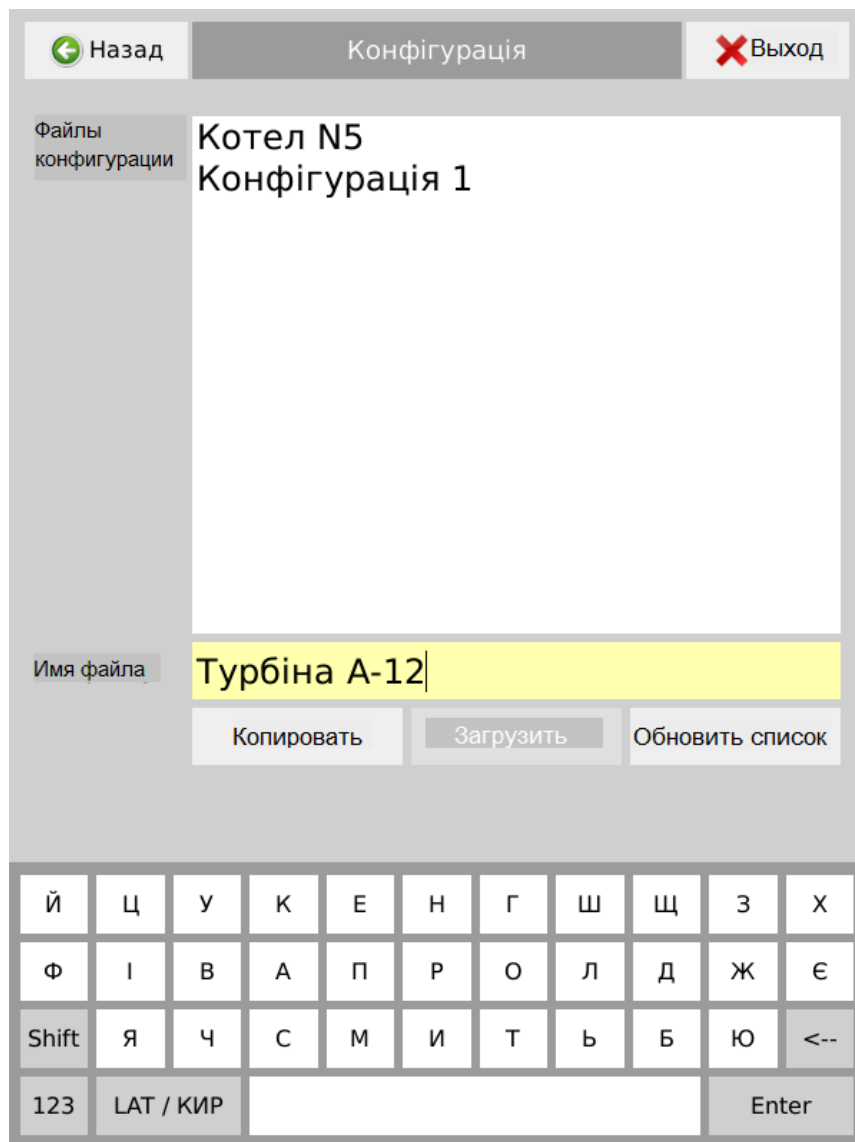 Назад Конфігурація Выход
Файлы
конфигурации
Котел N5
Конфігурація 1
Имя файла Турбіна А-12
Копировать Загрузить Обновить список
Й Ц У К Е Н Г Ш Щ З Х
Ф І В А П Р О Л Д Ж Є
Shift Я Ч С М И Т Ь Б Ю <--
123 LAT / КИР Enter